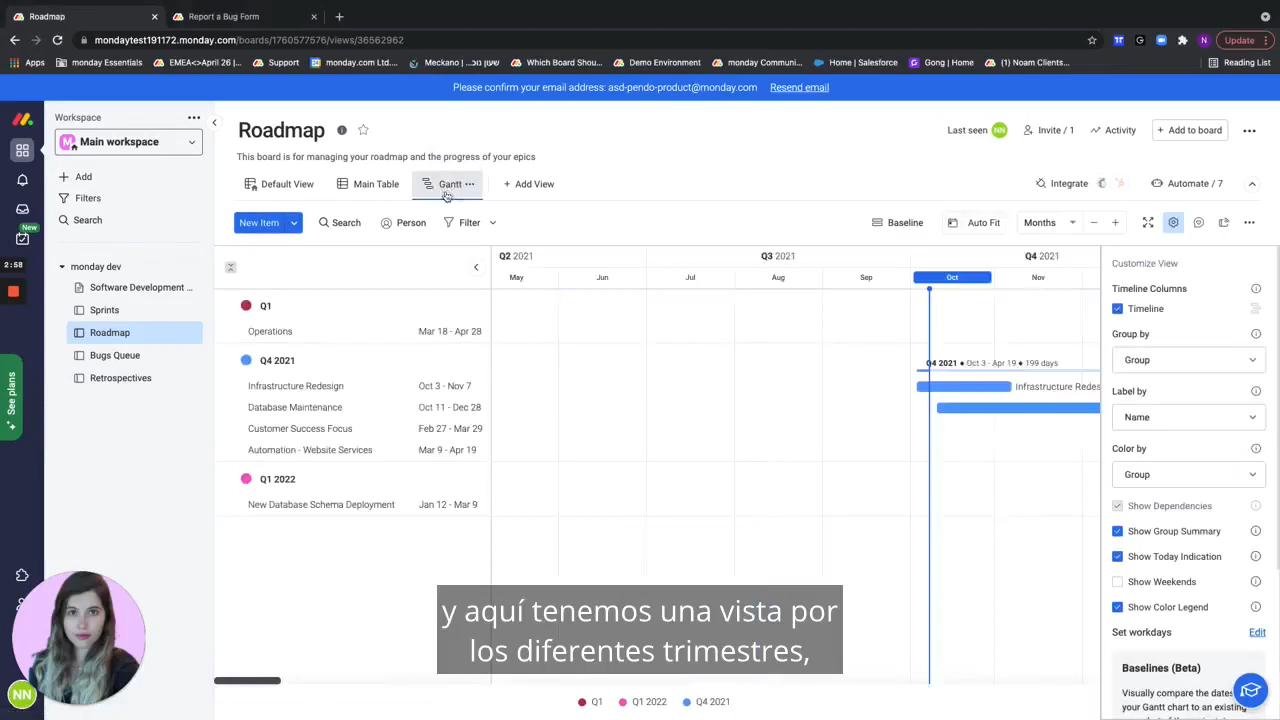 Roadmap
Report a Bug Form
mondaytest191172.monday.com/boards/1760577576/views/36562962
N
Update
Apps
monday Essentials
EMEA<>April 26 |...
Support
monday.com Ltd....
Meckano — שעון נוכ...
Which Board Shou...
Demo Environment
monday Communi...
Home | Salesforce
Gong | Home
(1) Noam Clients...
Reading List
Please confirm your email address: asd-pendo-product@monday.com Resend email
Workspace
M
Main workspace
Add
Filters
Search
New
2:58
monday dev
Software Development ...
Sprints
Roadmap
Bugs Queue
Retrospectives
See plans
NN
Roadmap
Last seen NN
Invite / 1
Activity
+ Add to board
This board is for managing your roadmap and the progress of your epics
Default View
Main Table
Gantt
+ Add View
Integrate
Automate / 7
New Item
Search
Person
Filter
Baseline
Auto Fit
Months
Q2 2021
Q3 2021
Q4 2021
May
Jun
Jul
Aug
Sep
Oct
Nov
Q1
Operations Mar 18 - Apr 28
Q4 2021
Q4 2021 ● Oct 3 - Apr 19 ● 199 days
Infrastructure Redesign Oct 3 - Nov 7
Infrastructure Redes
Database Maintenance Oct 11 - Dec 28
Customer Success Focus Feb 27 - Mar 29
Automation - Website Services Mar 9 - Apr 19
Q1 2022
New Database Schema Deployment Jan 12 - Mar 9
Customize View
Timeline Columns
Timeline
Group by
Group
Label by
Name
Color by
Group
Show Dependencies
Show Group Summary
Show Today Indication
Show Weekends
Show Color Legend
Set workdays Edit
Baselines (Beta)
Visually compare the dates
your Gantt chart to an existing
y aquí tenemos una vista por
los diferentes trimestres,
Q1
Q1 2022
Q4 2021